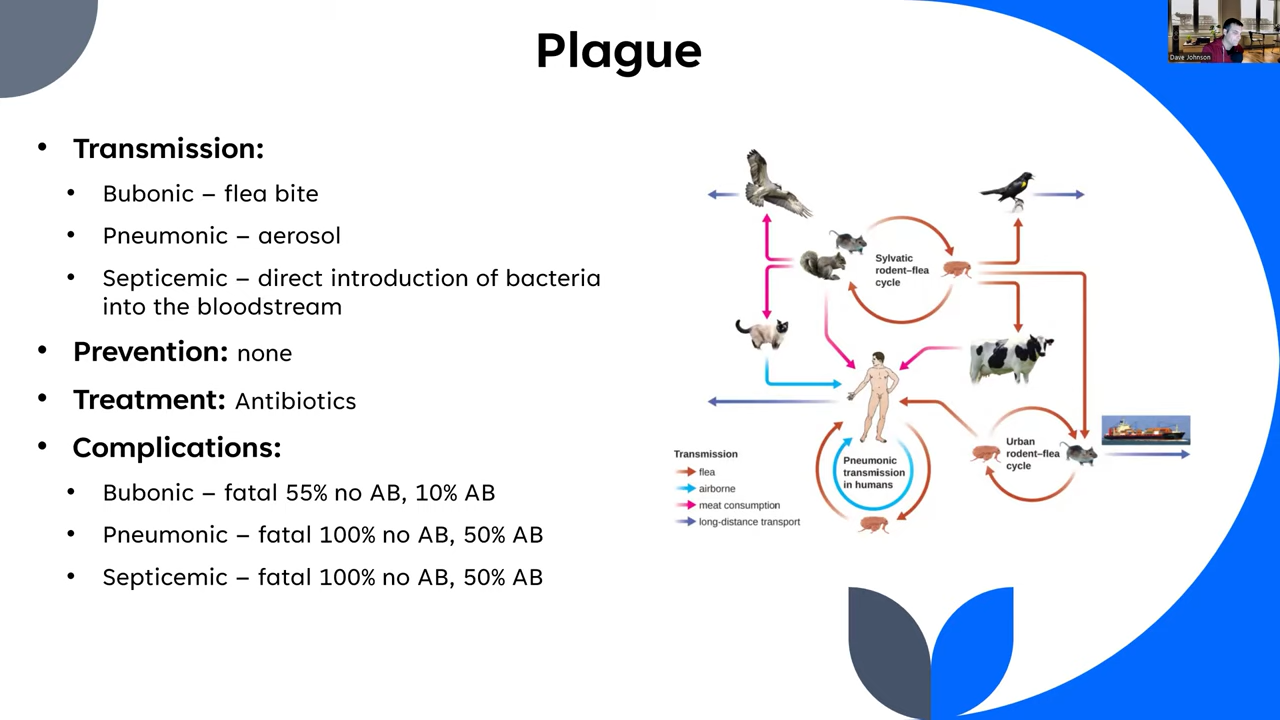 Plague
Dave Johnson
• Transmission:
• Bubonic – flea bite
• Pneumonic – aerosol
• Septicemic – direct introduction of bacteria
into the bloodstream
• Prevention: none
• Treatment: Antibiotics
• Complications:
• Bubonic – fatal 55% no AB, 10% AB
• Pneumonic – fatal 100% no AB, 50% AB
• Septicemic – fatal 100% no AB, 50% AB
Sylvatic
rodent–flea
cycle
Urban
rodent–flea
cycle
Pneumonic
transmission
in humans
Transmission
flea
airborne
meat consumption
long-distance transport